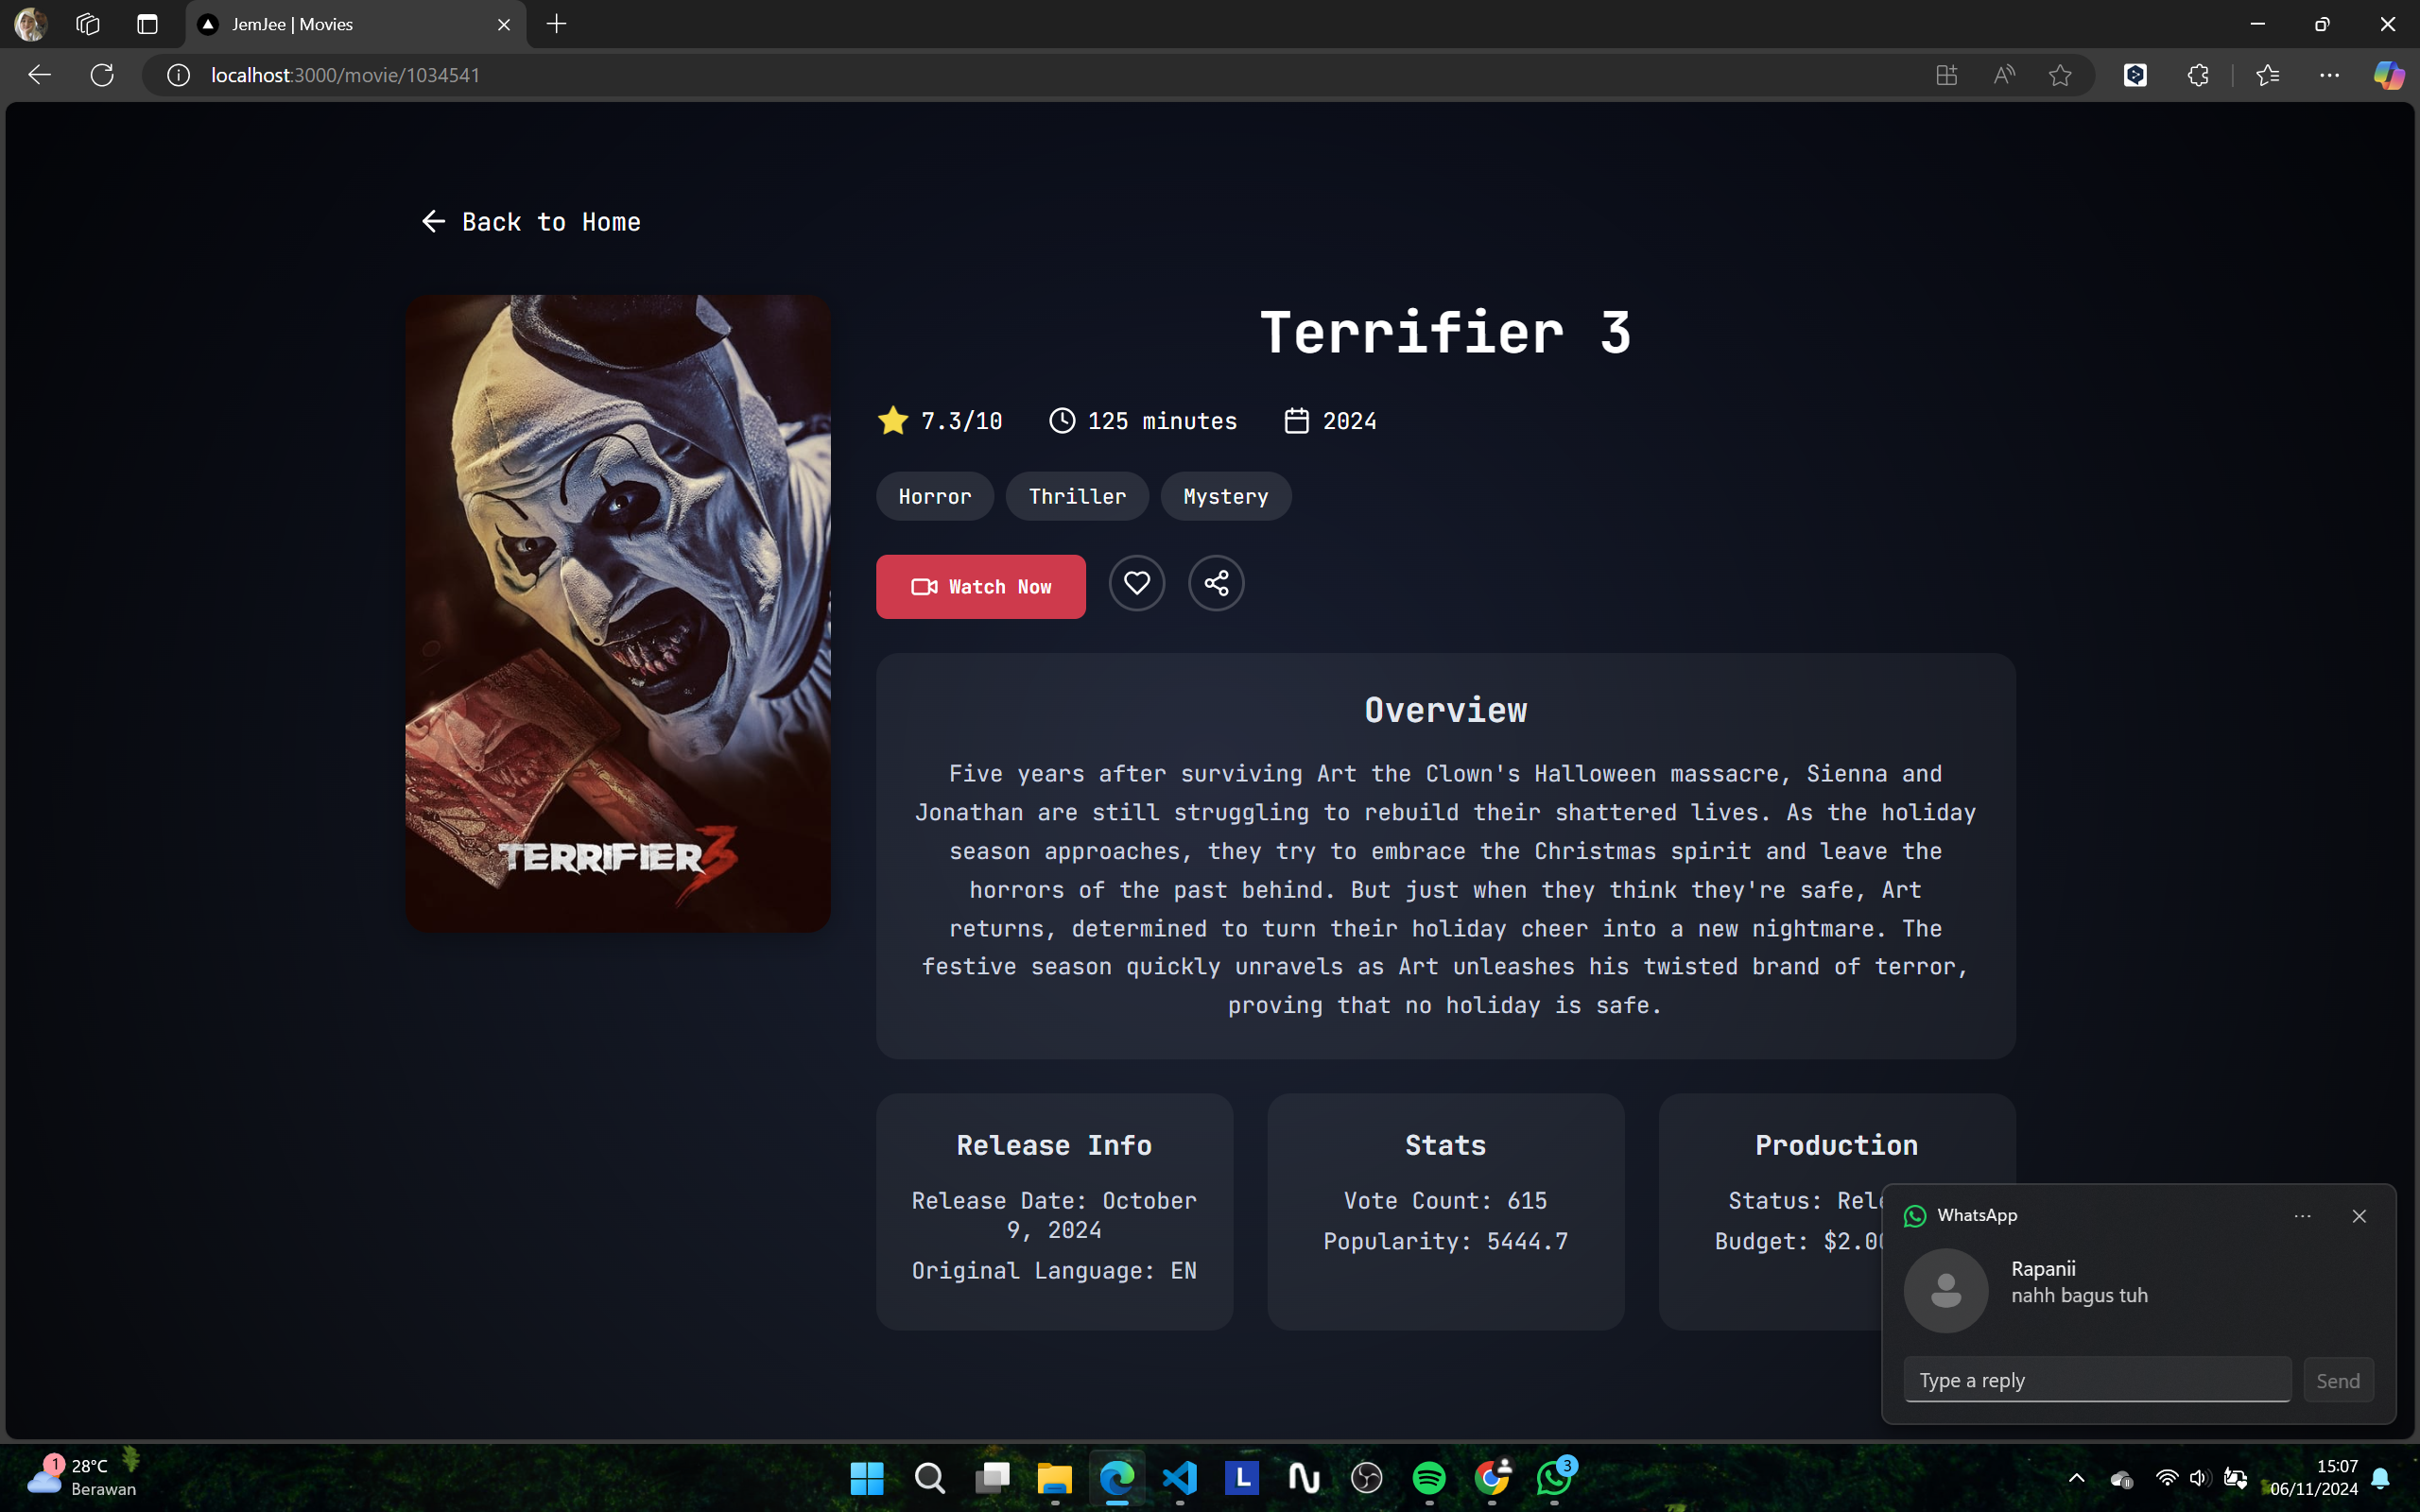 JemJee | Movies
localhost:3000/movie/1034541
Back to Home
TERRIFIER 3
Terrifier 3
7.3/10 125 minutes 2024
Horror Thriller Mystery
Watch Now
Overview
Five years after surviving Art the Clown's Halloween massacre, Sienna and
Jonathan are still struggling to rebuild their shattered lives. As the holiday
season approaches, they try to embrace the Christmas spirit and leave the
horrors of the past behind. But just when they think they're safe, Art
returns, determined to turn their holiday cheer into a new nightmare. The
festive season quickly unravels as Art unleashes his twisted brand of terror,
proving that no holiday is safe.
Release Info
Release Date: October
9, 2024
Original Language: EN
Stats
Vote Count: 615
Popularity: 5444.7
Production
Status:
Budget:
WhatsApp
Rapanii
nahh bagus tuh
Type a reply
Send
1
28°C
Berawan
L
3
15:07
06/11/2024